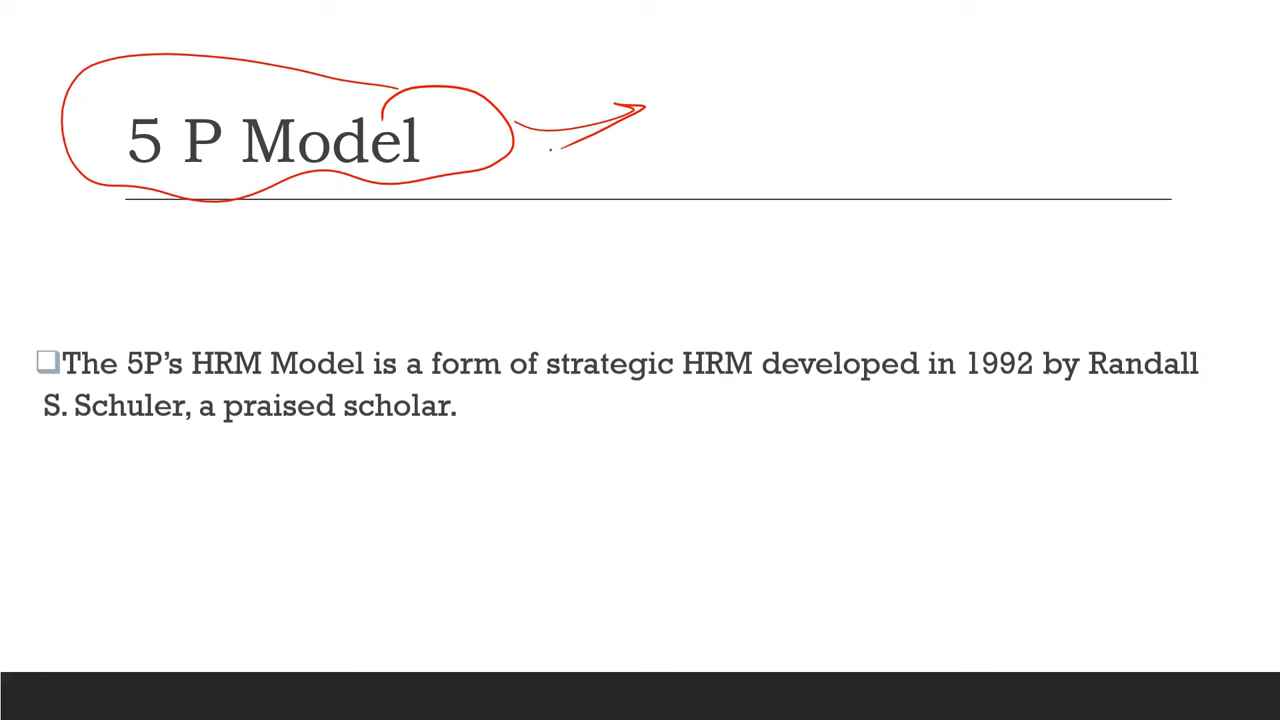 5 P Model
The 5P’s HRM Model is a form of strategic HRM developed in 1992 by Randall
S. Schuler, a praised scholar.